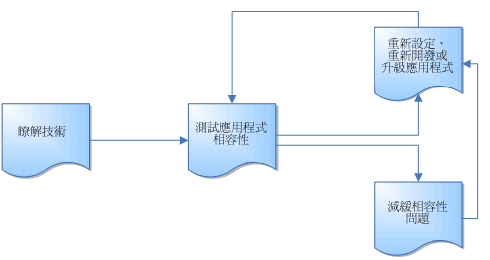 瞭解技術
測試應用程式
相容性
重新設定、
重新開發或
升級應用程式
減緩相容性
問題